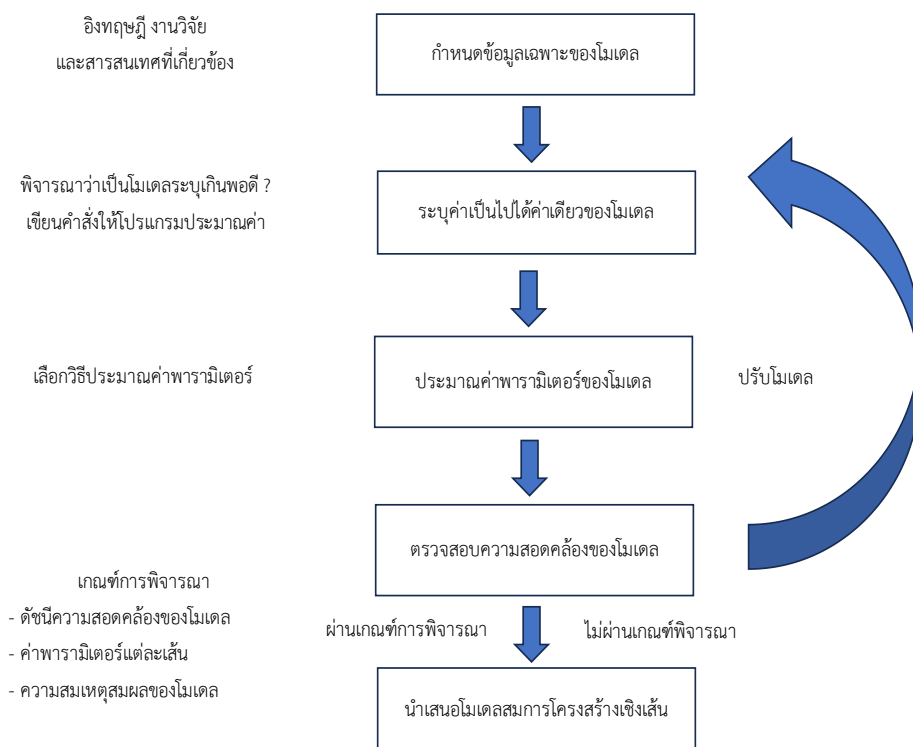 อิงทฤษฎี งานวิจัย
และสารสนเทศที่เกี่ยวข้อง
กำหนดข้อมูลเฉพาะของโมเดล
พิจารณาว่าเป็นโมเดลระบุเกินพอดี ?
เขียนคำสั่งให้โปรแกรมประมาณค่า
ระบุค่าเป็นไปได้ค่าเดียวของโมเดล
เลือกวิธีประมาณค่าพารามิเตอร์
ประมาณค่าพารามิเตอร์ของโมเดล
ปรับโมเดล
ตรวจสอบความสอดคล้องของโมเดล
เกณฑ์การพิจารณา
- ดัชนีความสอดคล้องของโมเดล
- ค่าพารามิเตอร์แต่ละเส้น
- ความสมเหตุสมผลของโมเดล
ผ่านเกณฑ์การพิจารณา
ไม่ผ่านเกณฑ์พิจารณา
นำเสนอโมเดลสมการโครงสร้างเชิงเส้น